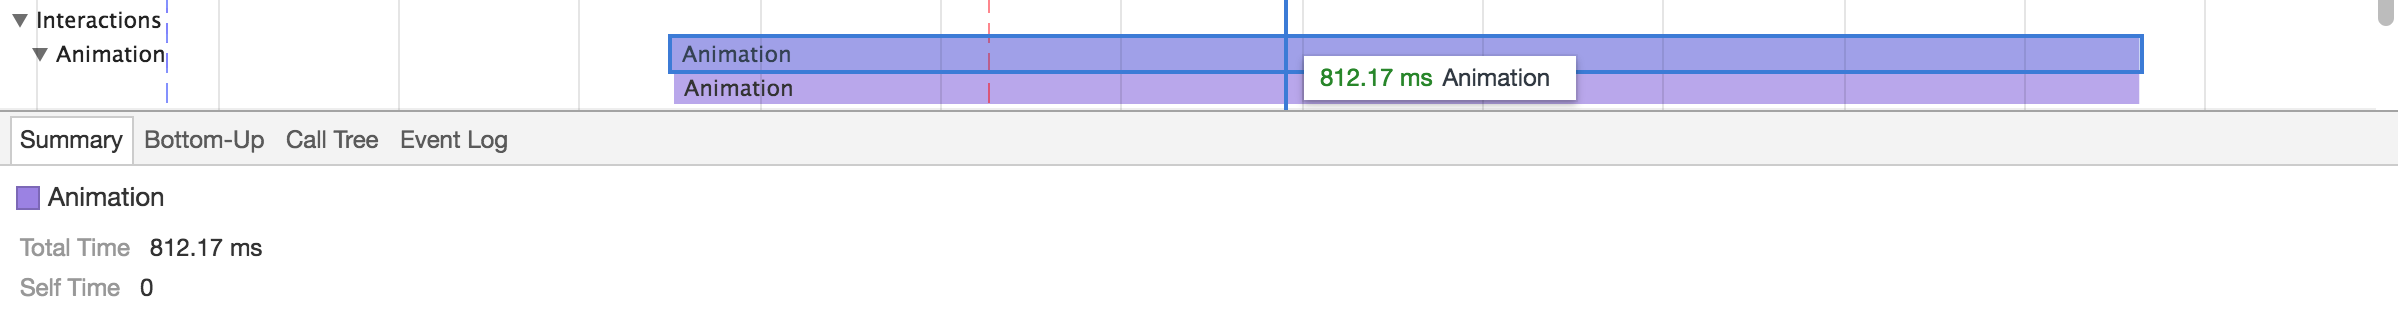 Interactions
Animation Animation
Animation
812.17 ms Animation
Summary Bottom-Up Call Tree Event Log
Animation
Total Time 812.17 ms
Self Time 0